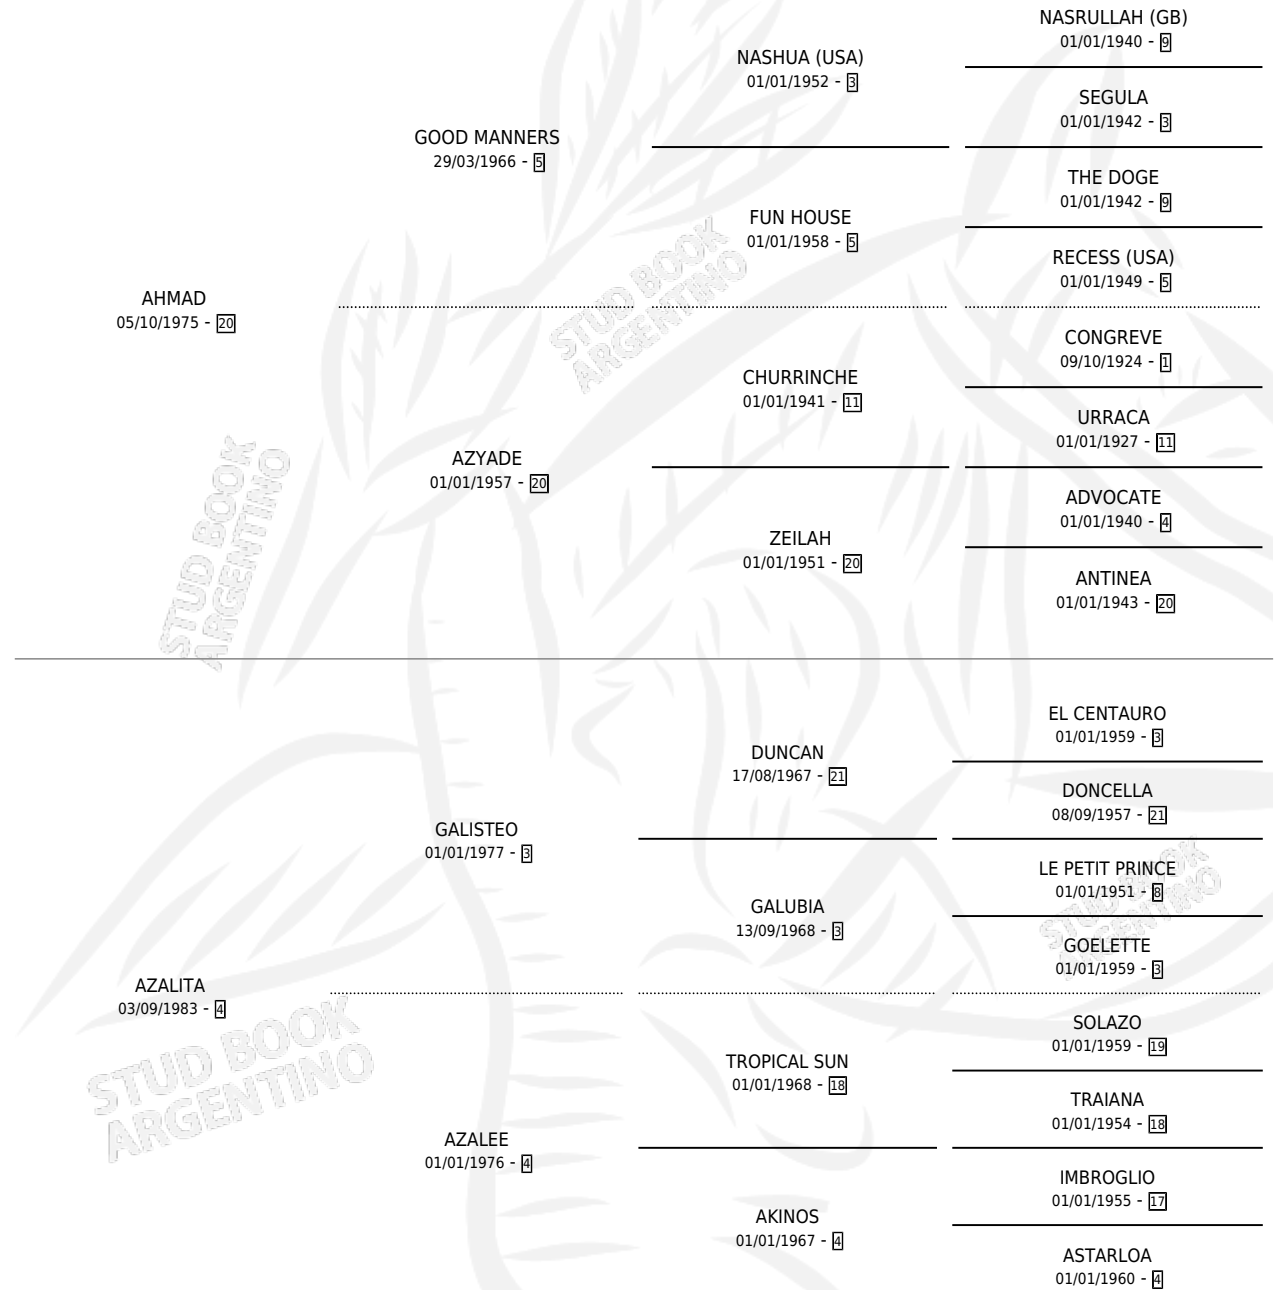 NASRULLAH (GB)
01/01/1940 - 9
NASHUA (USA)
01/01/1952 - 3
SEGULA
01/01/1942 - 3
GOOD MANNERS
29/03/1966 - 5
THE DOGE
01/01/1942 - 9
FUN HOUSE
01/01/1958 - 5
RECESS (USA)
01/01/1949 - 5
AHMAD
05/10/1975 - 20
CONGREVE
09/10/1924 - 1
CHURRINCHE
01/01/1941 - 11
URRACA
01/01/1927 - 11
AZYADE
01/01/1957 - 20
ADVOCATE
01/01/1940 - 4
ZEILAH
01/01/1951 - 20
ANTINEA
01/01/1943 - 20
STUD BOOK
ARGENTINO
STUD BOOK
ARGENTINO
EL CENTAURO
01/01/1959 - 3
DUNCAN
17/08/1967 - 21
DONCELLA
08/09/1957 - 21
GALISTEO
01/01/1977 - 3
LE PETIT PRINCE
01/01/1951 - 8
GALUBIA
13/09/1968 - 3
GOELETTE
01/01/1959 - 3
AZALITA
03/09/1983 - 4
SOLAZO
01/01/1959 - 19
TROPICAL SUN
01/01/1968 - 18
TRAIANA
01/01/1954 - 18
AZALEE
01/01/1976 - 4
IMBROGLIO
01/01/1955 - 17
AKINOS
01/01/1967 - 4
ASTARLOA
01/01/1960 - 4
STUD BOOK
ARGENTINO
STUD BOOK
ARGENTINO